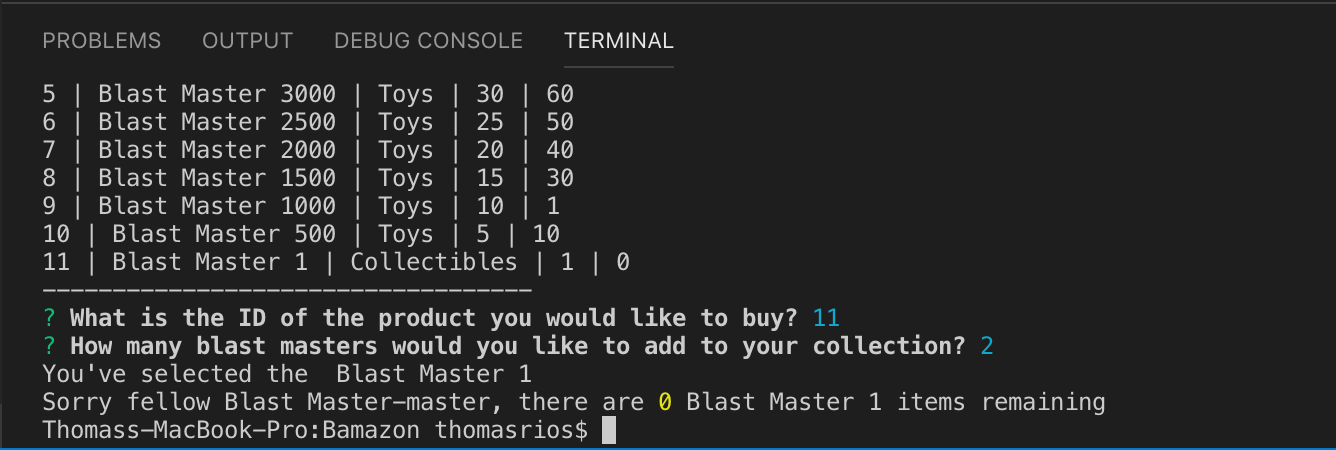 PROBLEMS OUTPUT DEBUG CONSOLE TERMINAL
5 | Blast Master 3000 | Toys | 30 | 60
6 | Blast Master 2500 | Toys | 25 | 50
7 | Blast Master 2000 | Toys | 20 | 40
8 | Blast Master 1500 | Toys | 15 | 30
9 | Blast Master 1000 | Toys | 10 | 1
10 | Blast Master 500 | Toys | 5 | 10
11 | Blast Master 1 | Collectibles | 1 | 0
-----------------------------------
? What is the ID of the product you would like to buy? 11
? How many blast masters would you like to add to your collection? 2
You've selected the  Blast Master 1
Sorry fellow Blast Master-master, there are 0 Blast Master 1 items remaining
Thomass-MacBook-Pro:Bamazon thomasrios$